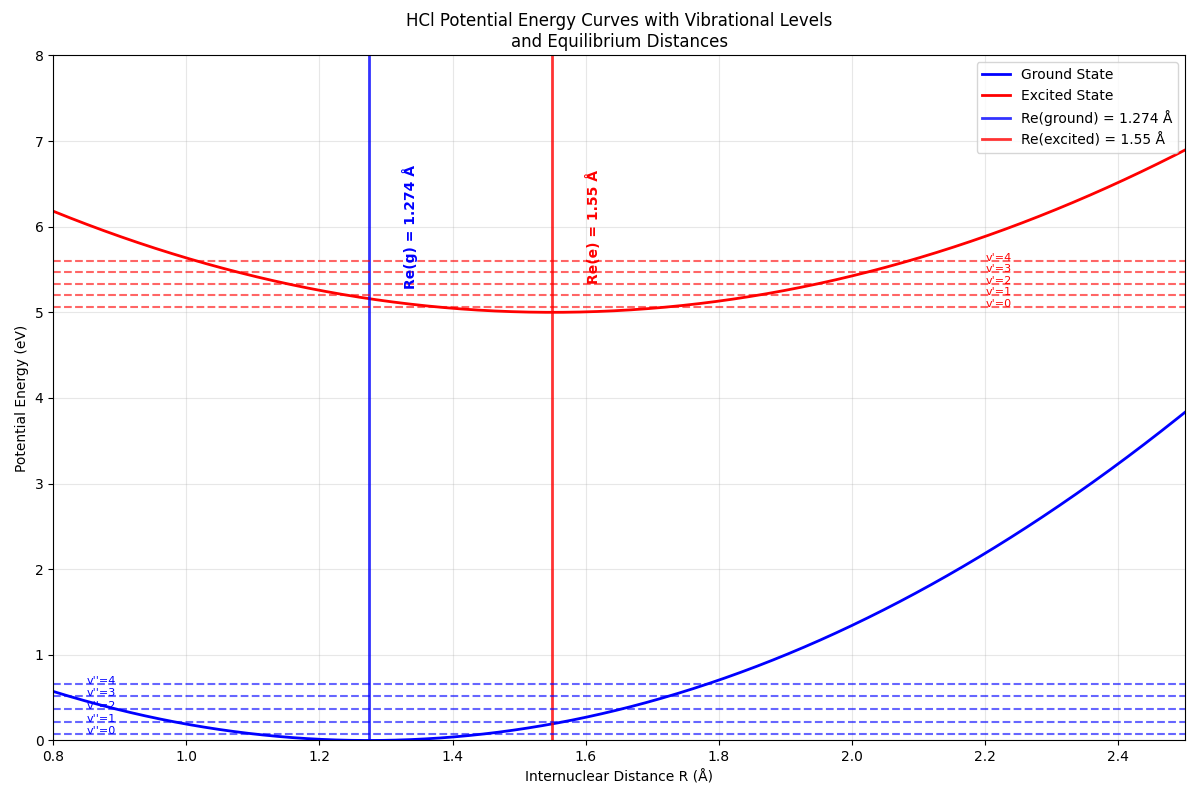 HCl Potential Energy Curves with Vibrational Levels
and Equilibrium Distances
Ground State
Excited State
Re(ground) = 1.274 Å
Re(excited) = 1.55 Å
Re(g) = 1.274 Å
Re(e) = 1.55 Å
v'=4
v'=3
v'=2
v'=1
v'=0
v''=4
v''=3
v''=2
v''=1
v''=0
Potential Energy (eV)
8
7
6
5
4
3
2
1
0
0.8 1.0 1.2 1.4 1.6 1.8 2.0 2.2 2.4
Internuclear Distance R (Å)